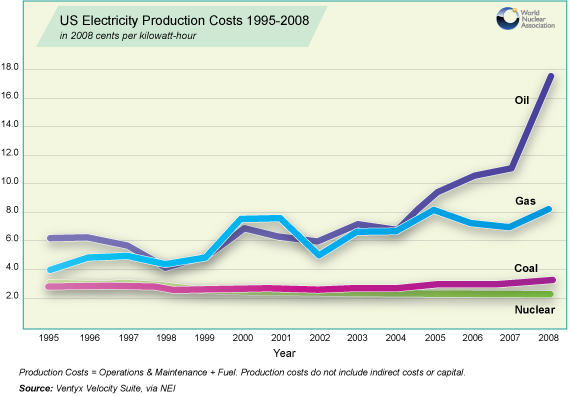 US Electricity Production Costs 1995-2008
in 2008 cents per kilowatt-hour
World
Nuclear
Association
18.0
16.0
14.0
12.0
10.0
8.0
6.0
4.0
2.0
Oil
Gas
Coal
Nuclear
1995 1996 1997 1998 1999 2000 2001 2002 2003 2004 2005 2006 2007 2008
Year
Production Costs = Operations & Maintenance + Fuel. Production costs do not include indirect costs or capital.
Source: Ventyx Velocity Suite, via NEI